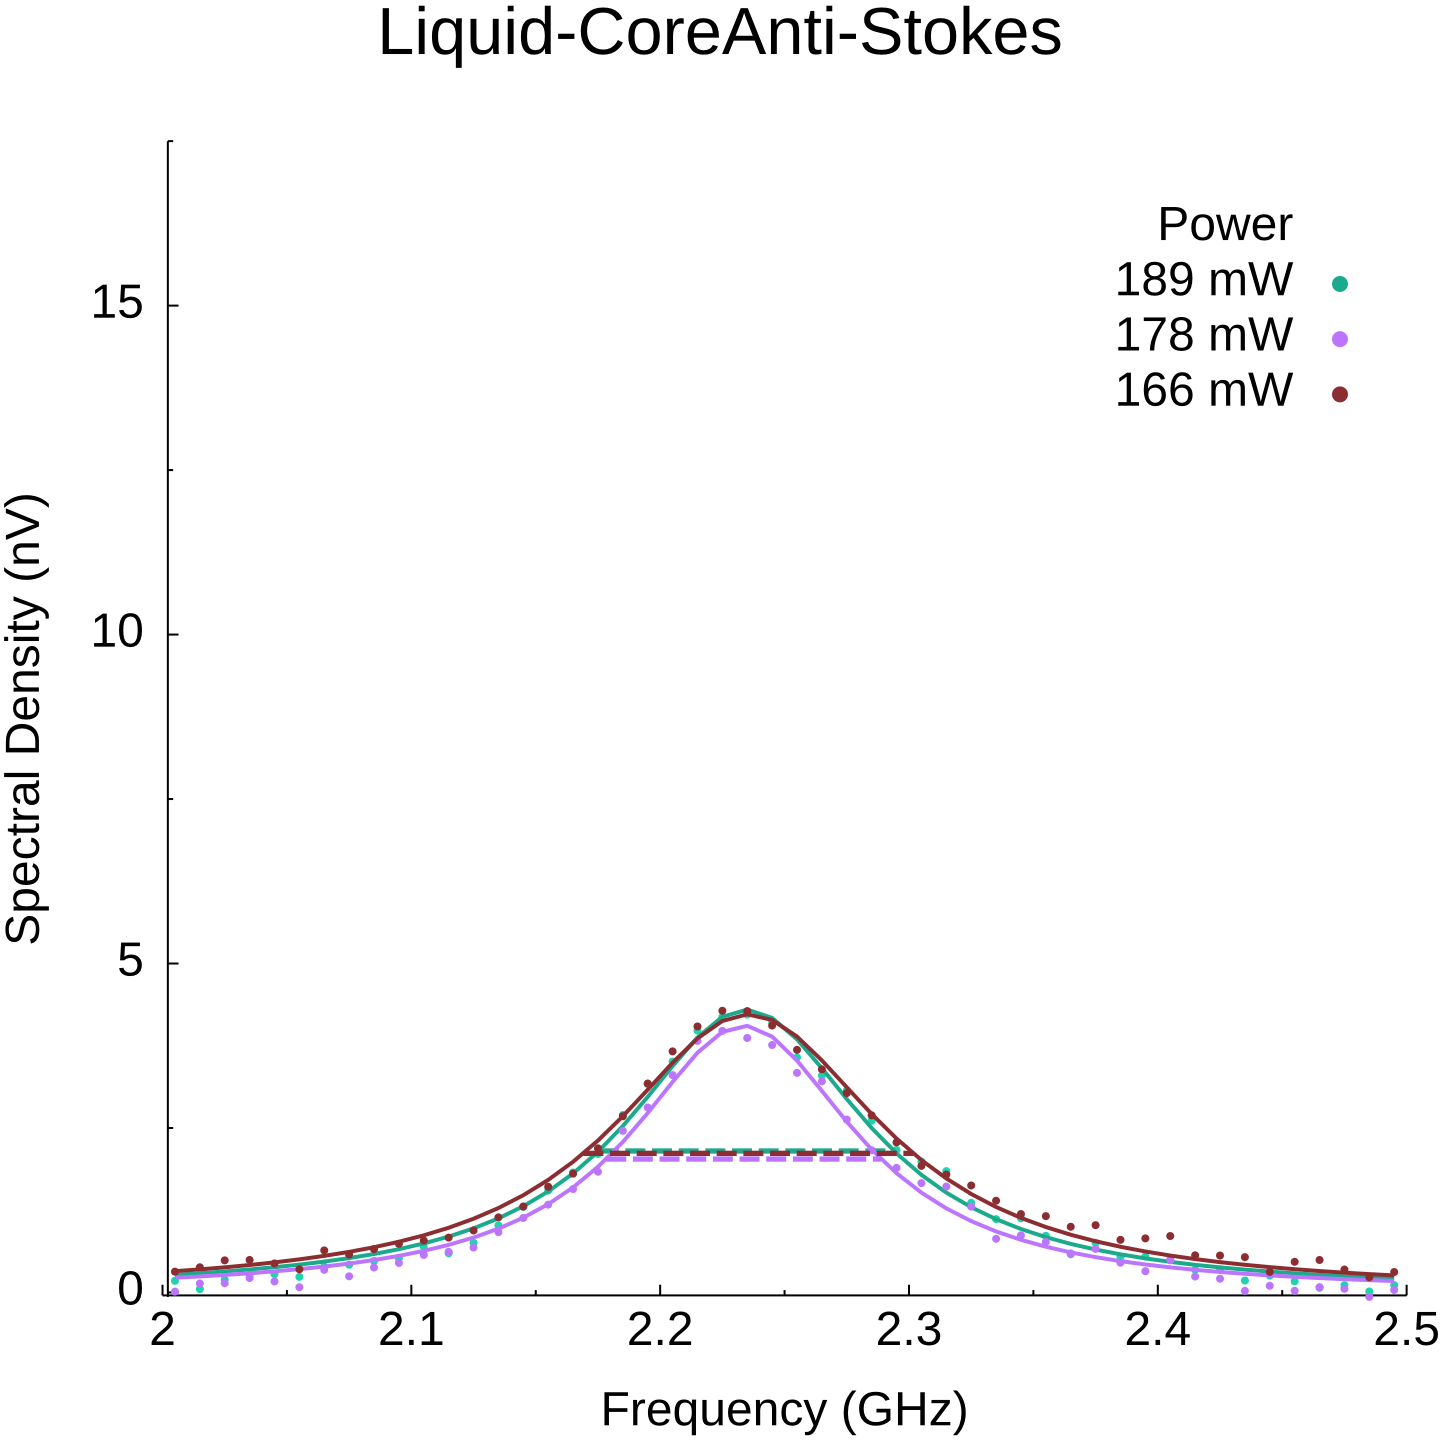 Liquid-CoreAnti-Stokes
Power
189 mW
178 mW
166 mW
15
10
5
0
Spectral Density (nV)
2 2.1 2.2 2.3 2.4 2.5
Frequency (GHz)